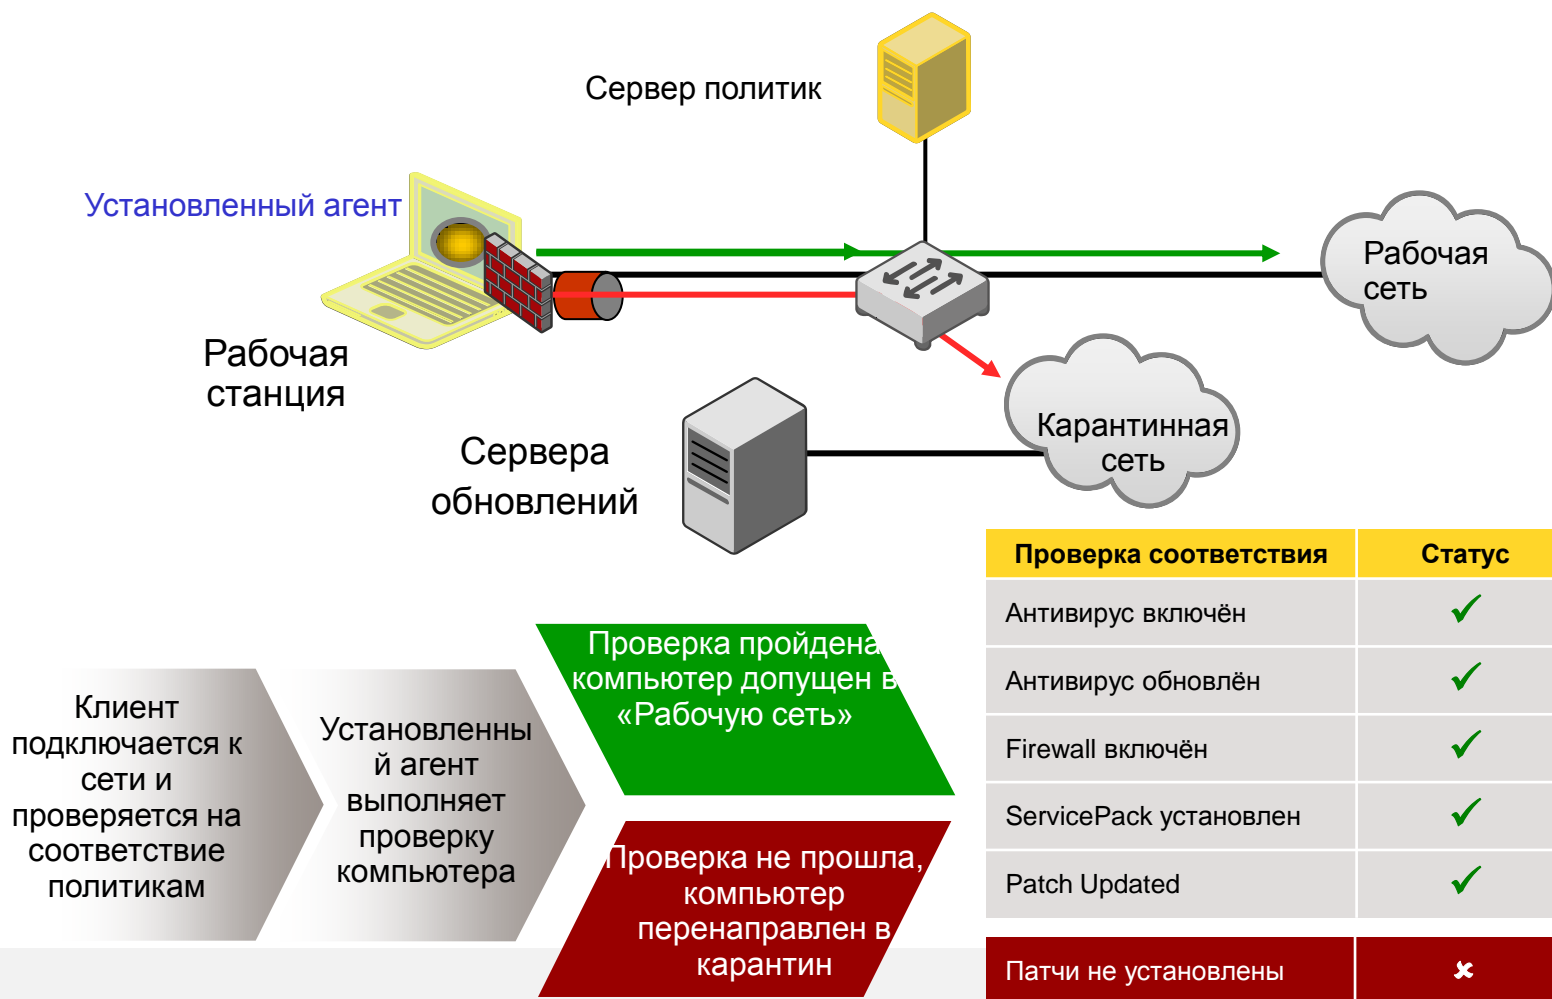 Сервер политик
Установленный агент
Рабочая
сеть
Рабочая
станция
Карантинная
сеть
Сервера
обновлений
Клиент
подключается к
сети и
проверяется на
соответствие
политикам
Установленны
й агент
выполняет
проверку
компьютера
Проверка пройдена
компьютер допущен в
«Рабочую сеть»
Проверка не прошла,
компьютер
перенаправлен в
карантин
Проверка соответствия Статус
Антивирус включён ✓
Антивирус обновлён ✓
Firewall включён ✓
ServicePack установлен ✓
Patch Updated ✓
Патчи не установлены ✖